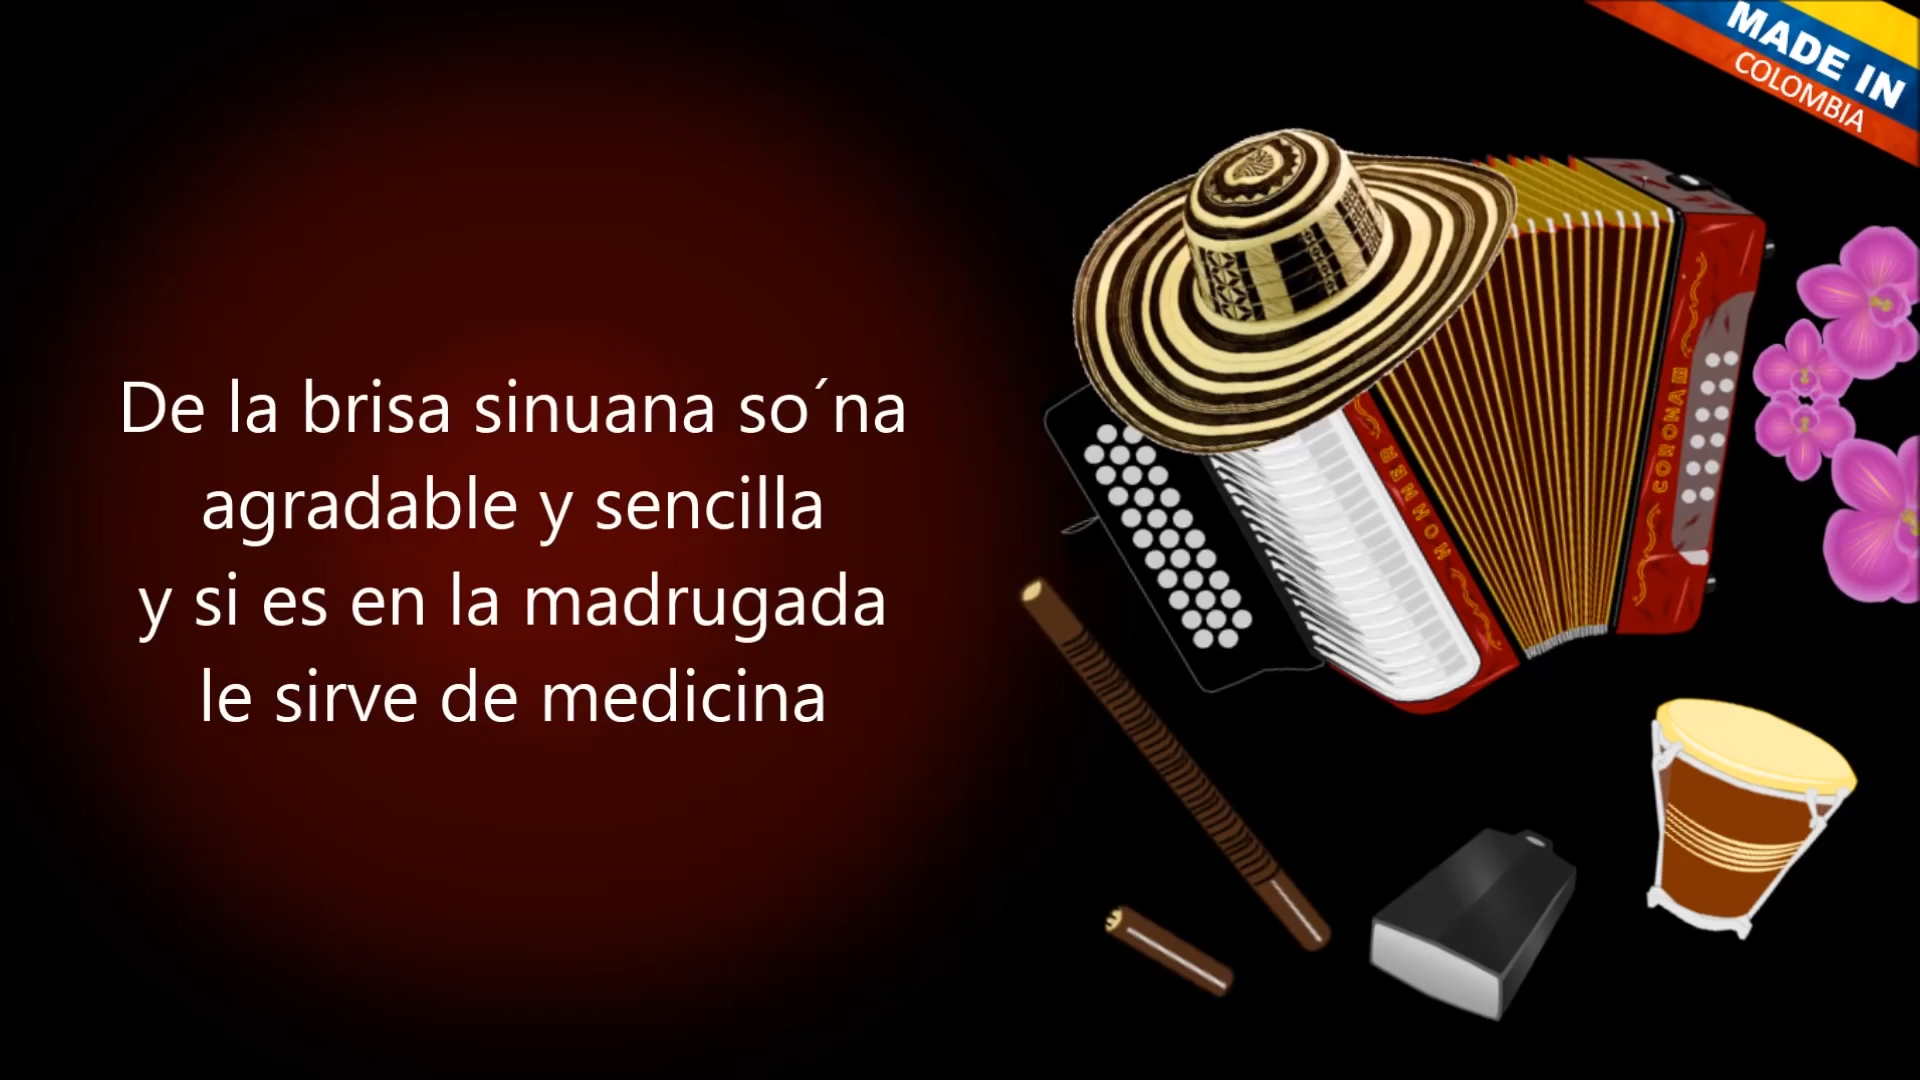 MADE IN
COLOMBIA
De la brisa sinuana so´na
agradable y sencilla
y si es en la madrugada
le sirve de medicina
HOHNER
CORONA III